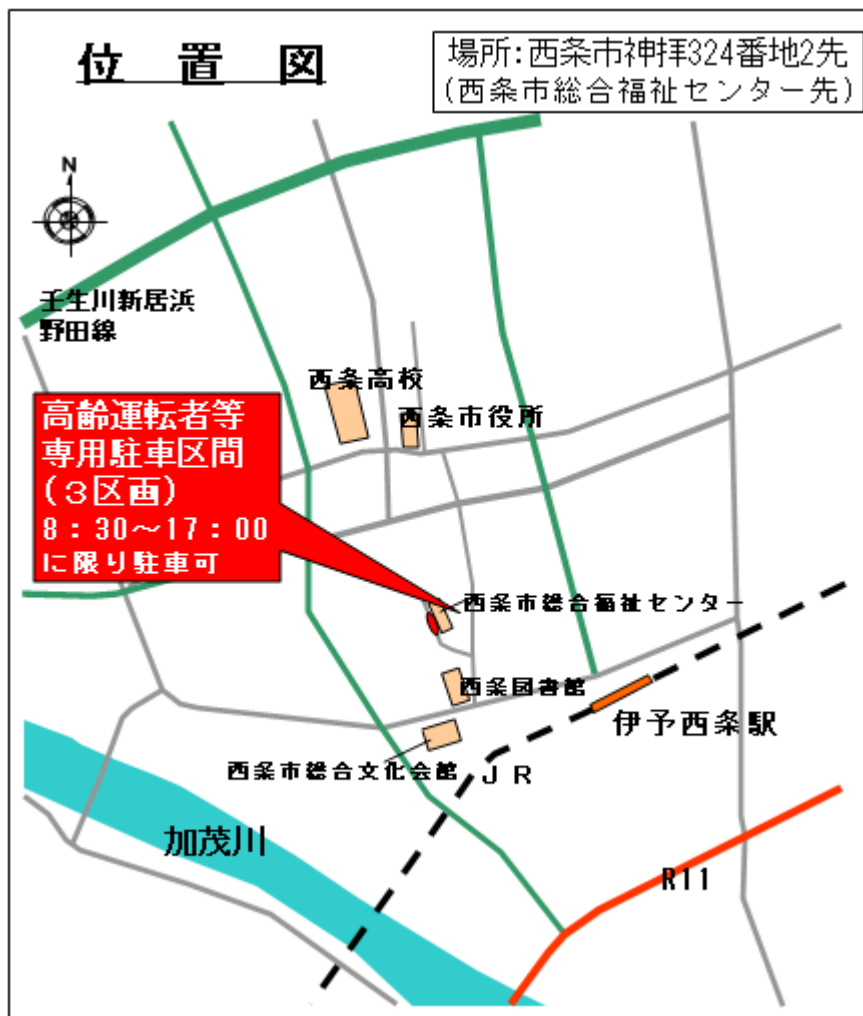 位置図
場所:西条市神拝324番地2先
(西条市総合福祉センター先)
N
壬生川新居浜
野田線
西条高校
西条市役所
高齢運転者等
専用駐車区間
(3区画)
8:30～17:00
に限り駐車可
西条市総合福祉センター
西条図書館
伊予西条駅
西条市総合文化会館
JR
加茂川
R11